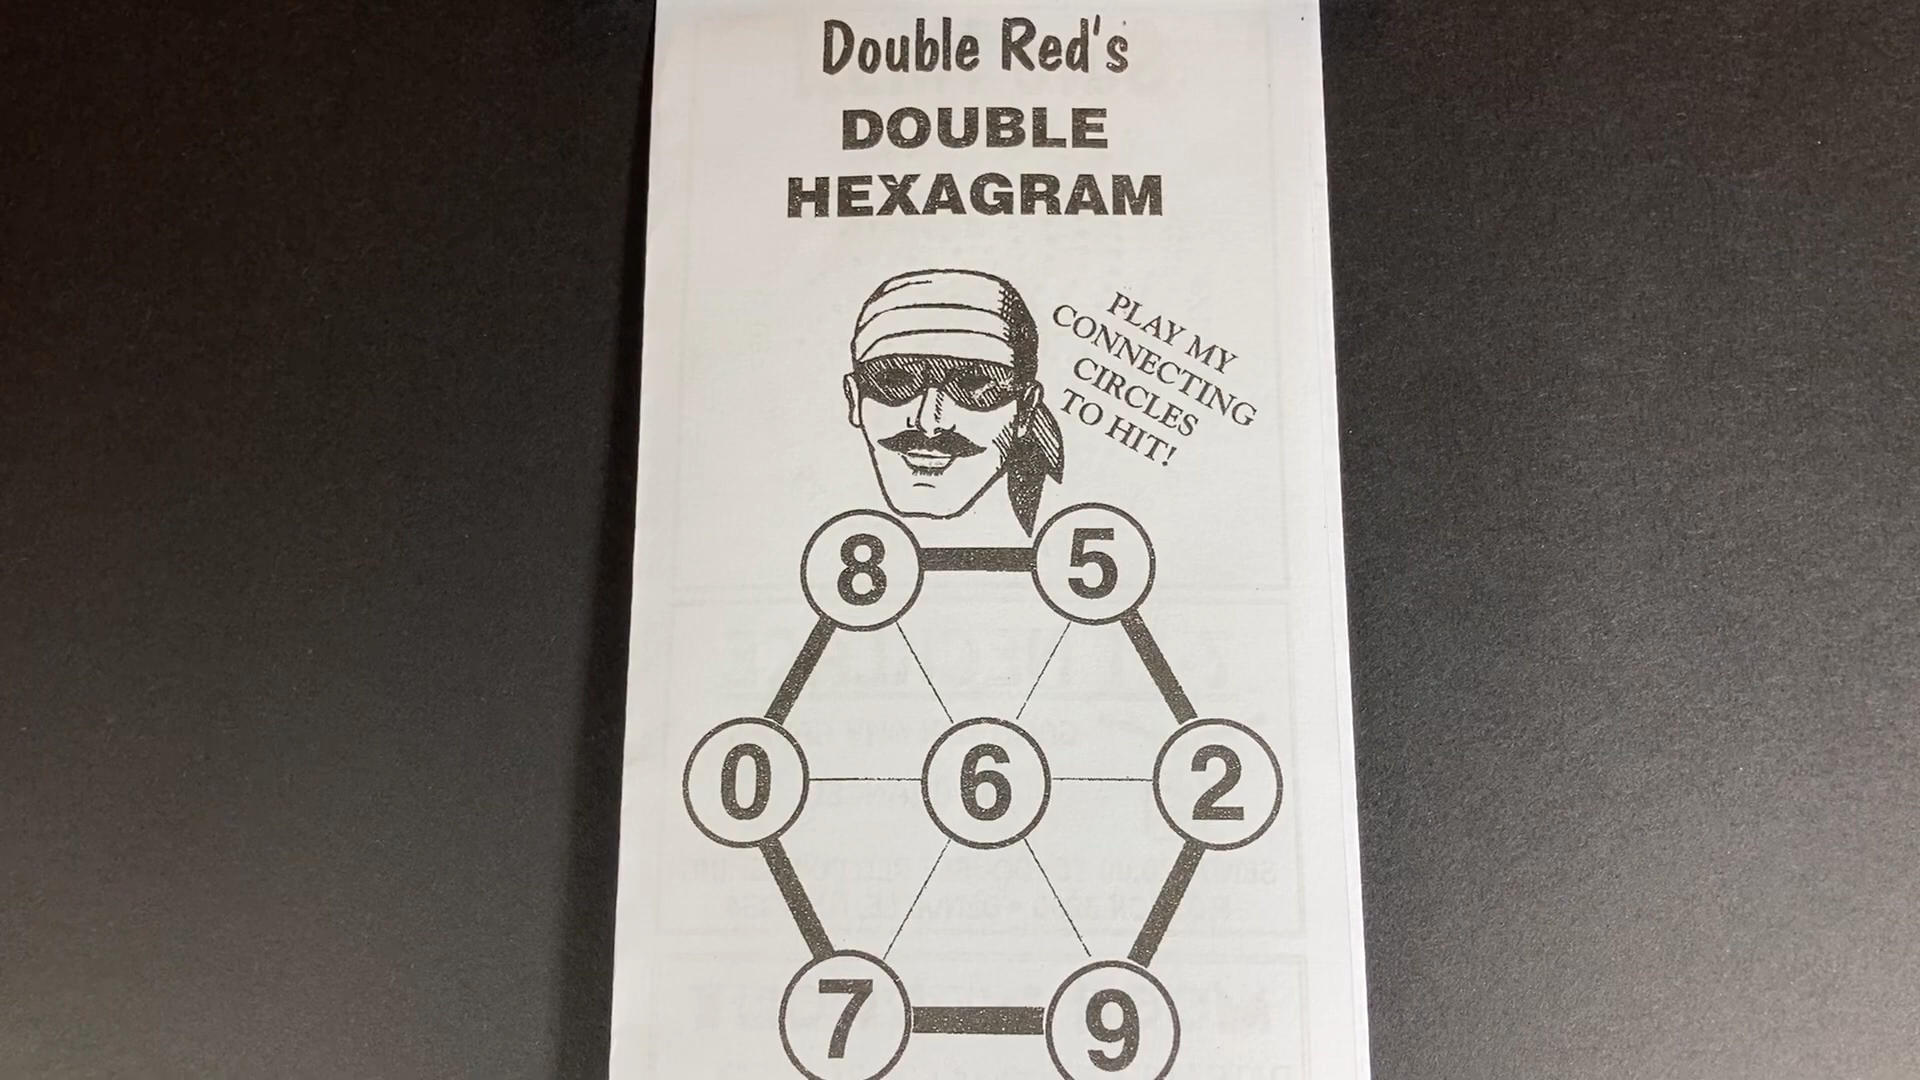 Double Red's
DOUBLE
HEXAGRAM
PLAY MY
CONNECTING
CIRCLES
TO HIT!
8 5
0 6 2
7 9